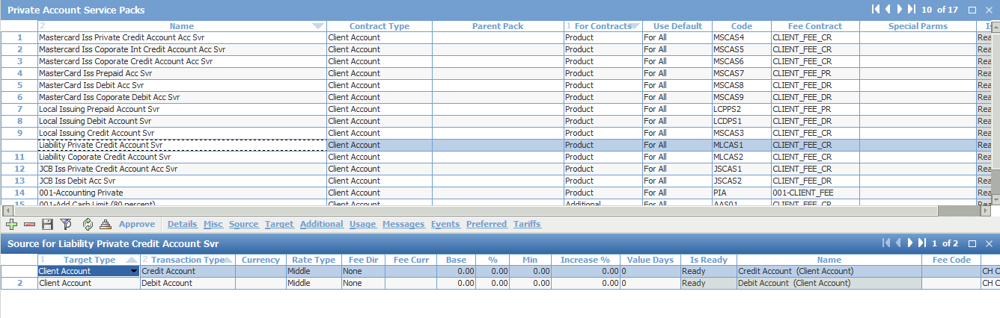 Private Account Service Packs 10 of 17
2 Name Contract Type Parent Pack 1 For Contracts Use Default Code Fee Contract Special Parms Is
1 Mastercard Iss Private Credit Account Acc Svr Client Account Product For All MSCAS4 CLIENT_FEE_CR Rea
2 Mastercard Iss Coporate Int Credit Account Acc Svr Client Account Product For All MSCAS5 CLIENT_FEE_CR Rea
3 Mastercard Iss Coporate Credit Account Acc Svr Client Account Product For All MSCAS6 CLIENT_FEE_CR Rea
4 MasterCard Iss Prepaid Acc Svr Client Account Product For All MSCAS7 CLIENT_FEE_PR Rea
5 MasterCard Iss Debit Acc Svr Client Account Product For All MSCAS8 CLIENT_FEE_DR Rea
6 MasterCard Iss Coporate Debit Acc Svr Client Account Product For All MSCAS9 CLIENT_FEE_DR Rea
7 Local Issuing Prepaid Account Svr Client Account Product For All LCPPS2 CLIENT_FEE_PR Rea
8 Local Issuing Debit Account Svr Client Account Product For All LCDPS1 CLIENT_FEE_DR Rea
9 Local Issuing Credit Account Svr Client Account Product For All MSCAS3 CLIENT_FEE_CR Rea
Liability Private Credit Account Svr Client Account Product For All MLCAS1 CLIENT_FEE_CR Rea
11 Liability Coporate Credit Account Svr Client Account Product For All MLCAS2 CLIENT_FEE_CR Rea
12 JCB Iss Private Credit Account Acc Svr Client Account Product For All JSCAS1 CLIENT_FEE_CR Rea
13 JCB Iss Debit Acc Svr Client Account Product For All JSCAS2 CLIENT_FEE_DR Rea
14 001-Accounting Private Client Account Product For All PIA 001-CLIENT_FEE Rea
15 001-Add Cash Limit (80 percent) Client Account Additional For All AAS01 CLIENT_FEE_CR Rea
Approve Details Misc Source Target Additional Usage Messages Events Preferred Tariffs
Source for Liability Private Credit Account Svr 1 of 2
1 Target Type 2 Transaction Type Currency Rate Type Fee Dir Fee Curr Base % Min Increase % Value Days Is Ready Name Fee Code
Client Account Credit Account Middle None 0.00 0.00 0.00 0.00 0 Ready Credit Account (Client Account) CH C
2 Client Account Debit Account Middle None 0.00 0.00 0.00 0.00 0 Ready Debit Account (Client Account) CH C